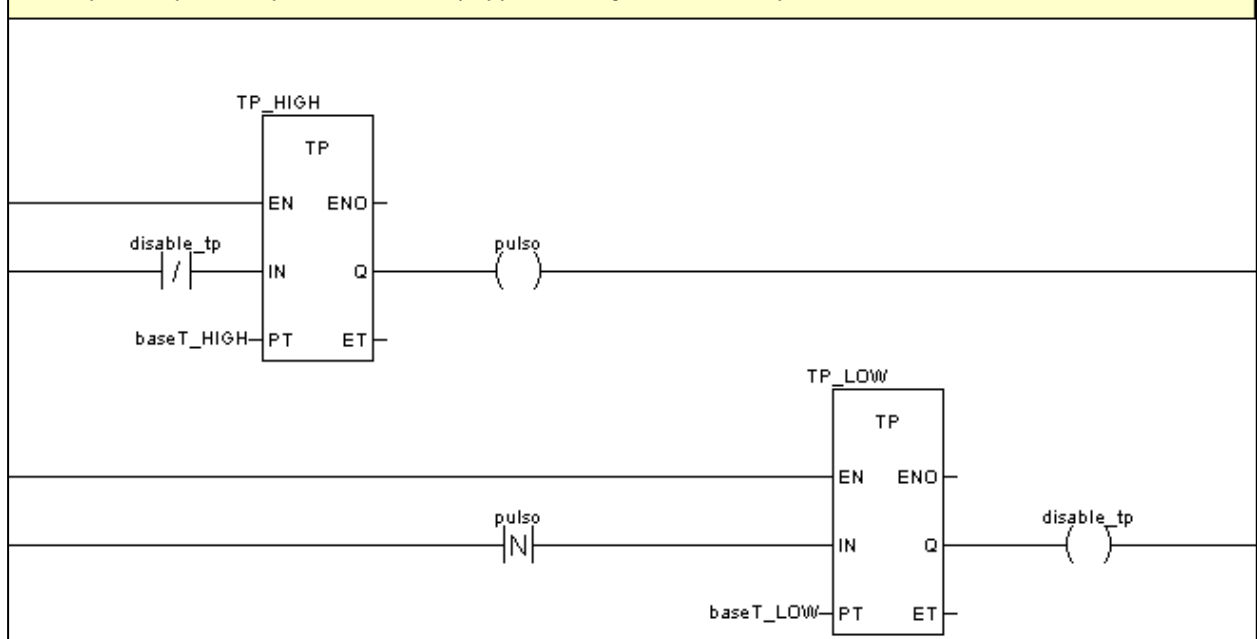 TP_HIGH
TP
EN ENO
disable_tp
pulso
/
IN Q
baseT_HIGH PT ET
TP_LOW
TP
EN ENO
pulso
disable_tp
N
IN Q
baseT_LOW PT ET